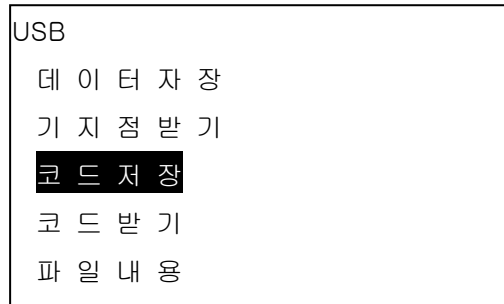 USB
데 이 터 자 장
기 지 점 받 기
코 드 저 장
코 드 받 기
파 일 내 용